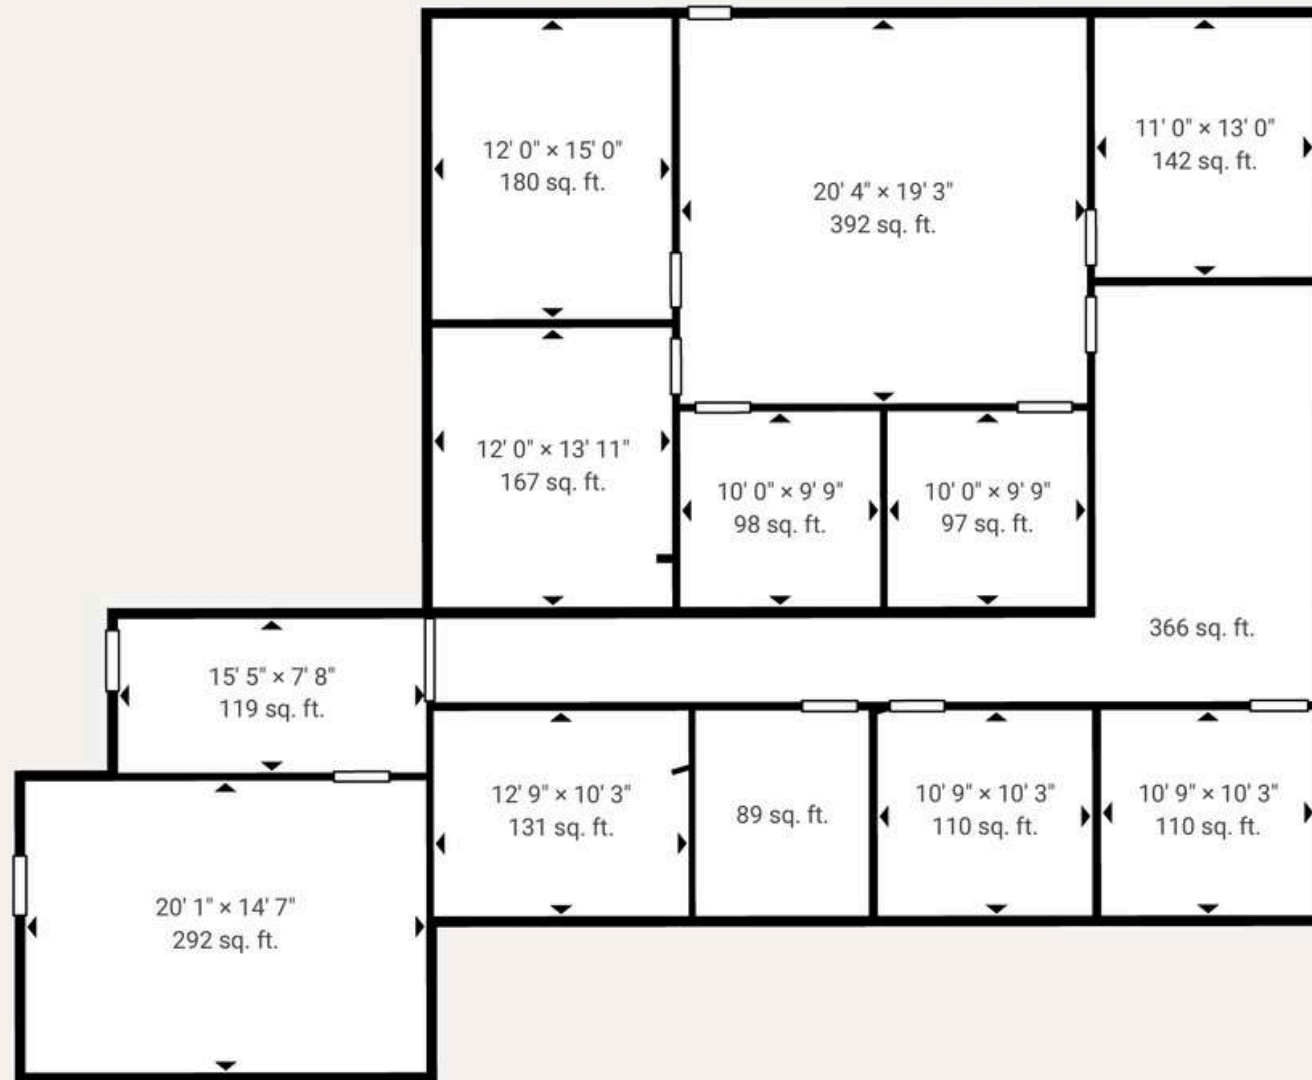 12' 0" × 15' 0"
180 sq. ft.
20' 4" × 19' 3"
392 sq. ft.
11' 0" × 13' 0"
142 sq. ft.
12' 0" × 13' 11"
167 sq. ft.
10' 0" × 9' 9"
98 sq. ft.
10' 0" × 9' 9"
97 sq. ft.
366 sq. ft.
15' 5" × 7' 8"
119 sq. ft.
12' 9" × 10' 3"
131 sq. ft.
89 sq. ft.
10' 9" × 10' 3"
110 sq. ft.
10' 9" × 10' 3"
110 sq. ft.
20' 1" × 14' 7"
292 sq. ft.